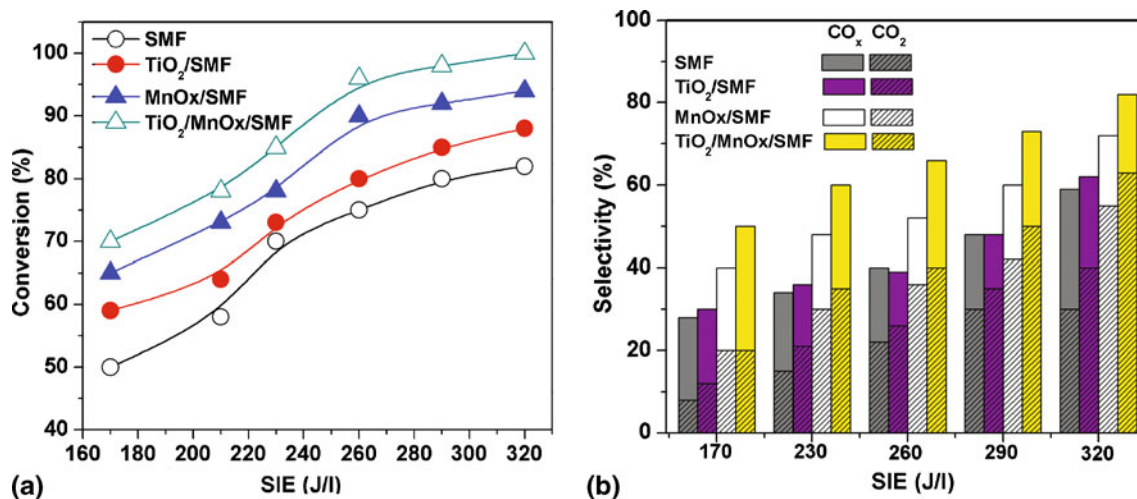 SMF
TiO2/SMF
MnOx/SMF
TiO2/MnOx/SMF
Conversion (%)
100
90
80
70
60
50
40
160 180 200 220 240 260 280 300 320
SIE (J/l)
(a)
COx CO2
SMF
TiO2/SMF
MnOx/SMF
TiO2/MnOx/SMF
Selectivity (%)
100
80
60
40
20
0
170 230 260 290 320
SIE (J/l)
(b)